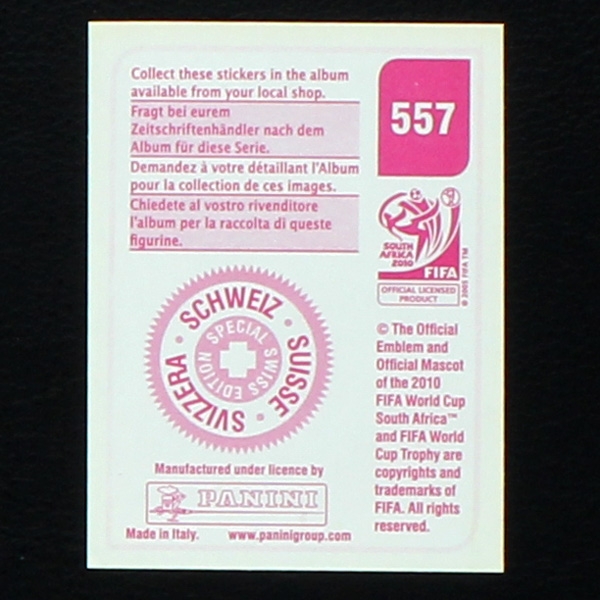 Collect these stickers in the album
available from your local shop.
Fragt bei eurem
Zeitschriftenhändler nach dem
Album für diese Serie.
Demandez à votre détaillant l'Album
pour la collection de ces images.
Chiedete al vostro rivenditore
l'album per la raccolta di queste
figurine.
557
SOUTH
AFRICA
2010
FIFA
OFFICIAL LICENSED
PRODUCT
© 2005 FIFA TM
SCHWEIZ · SUISSE · SVIZZERA ·
SPECIAL SWISS EDITION
© The Official
Emblem and
Official Mascot
of the 2010
FIFA World Cup
South Africa™
and FIFA World
Cup Trophy are
copyrights and
trademarks of
FIFA. All rights
reserved.
Manufactured under licence by
PANINI
Made in Italy. www.paninigroup.com